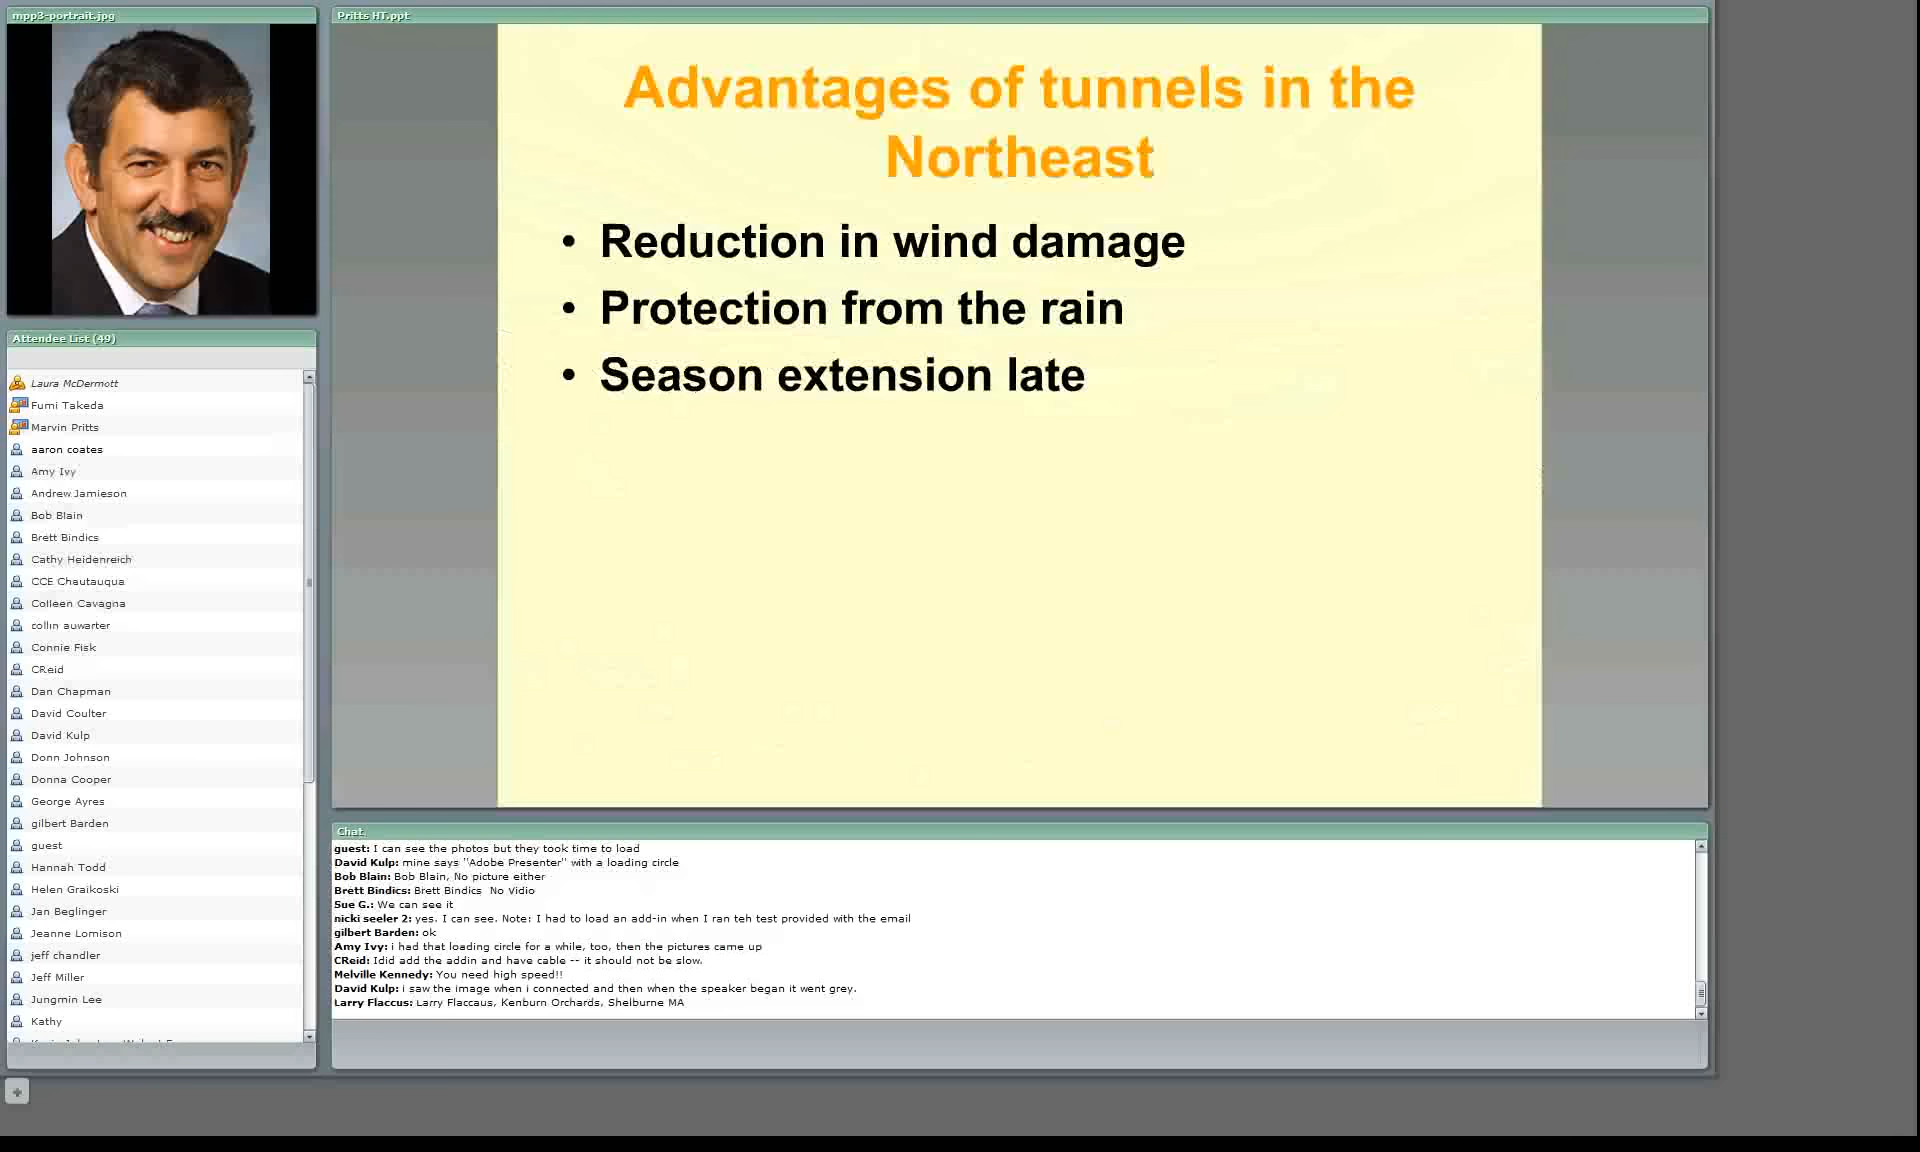 mpp3-portrait.jpg
Pritts HT.ppt
Advantages of tunnels in the
Northeast
• Reduction in wind damage
• Protection from the rain
• Season extension late
Attendee List (49)
Laura McDermott
Fumi Takeda
Marvin Pritts
aaron coates
Amy Ivy
Andrew Jamieson
Bob Blain
Brett Bindics
Cathy Heidenreich
CCE Chautauqua
Colleen Cavagna
collin auwarter
Connie Fisk
CReid
Dan Chapman
David Coulter
David Kulp
Donn Johnson
Donna Cooper
George Ayres
gilbert Barden
guest
Hannah Todd
Helen Graikoski
Jan Beglinger
Jeanne Lomison
jeff chandler
Jeff Miller
Jungmin Lee
Kathy
Chat
guest: I can see the photos but they took time to load
David Kulp: mine says "Adobe Presenter" with a loading circle
Bob Blain: Bob Blain, No picture either
Brett Bindics: Brett Bindics  No Vidio
Sue G.: We can see it
nicki seeler 2: yes. I can see. Note: I had to load an add-in when I ran teh test provided with the email
gilbert Barden: ok
Amy Ivy: i had that loading circle for a while, too, then the pictures came up
CReid: Idid add the addin and have cable -- it should not be slow.
Melville Kennedy: You need high speed!!
David Kulp: i saw the image when i connected and then when the speaker began it went grey.
Larry Flaccus: Larry Flaccaus, Kenburn Orchards, Shelburne MA